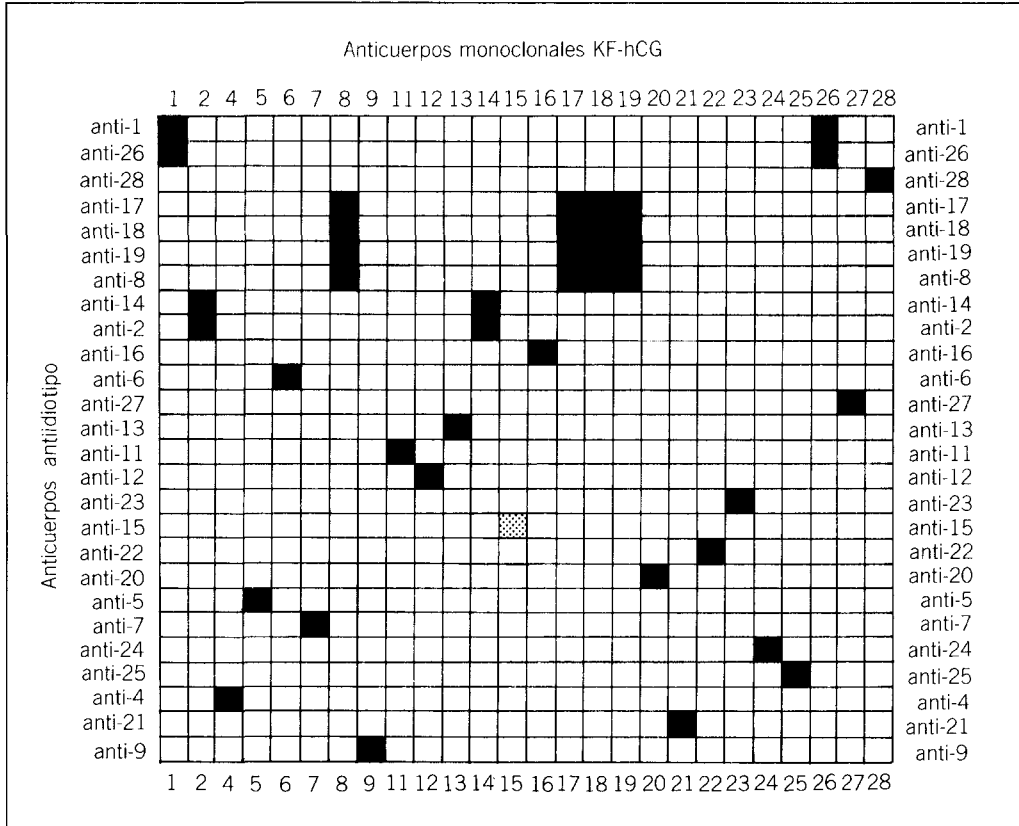 Anticuerpos monoclonales KF-hCG
1 2 4 5 6 7 8 9 11 12 13 14 15 16 17 18 19 20 21 22 23 24 25 26 27 28
Anticuerpos antiidiotipo
anti-1 anti-1
anti-26 anti-26
anti-28 anti-28
anti-17 anti-17
anti-18 anti-18
anti-19 anti-19
anti-8 anti-8
anti-14 anti-14
anti-2 anti-2
anti-16 anti-16
anti-6 anti-6
anti-27 anti-27
anti-13 anti-13
anti-11 anti-11
anti-12 anti-12
anti-23 anti-23
anti-15 anti-15
anti-22 anti-22
anti-20 anti-20
anti-5 anti-5
anti-7 anti-7
anti-24 anti-24
anti-25 anti-25
anti-4 anti-4
anti-21 anti-21
anti-9 anti-9
1 2 4 5 6 7 8 9 11 12 13 14 15 16 17 18 19 20 21 22 23 24 25 26 27 28